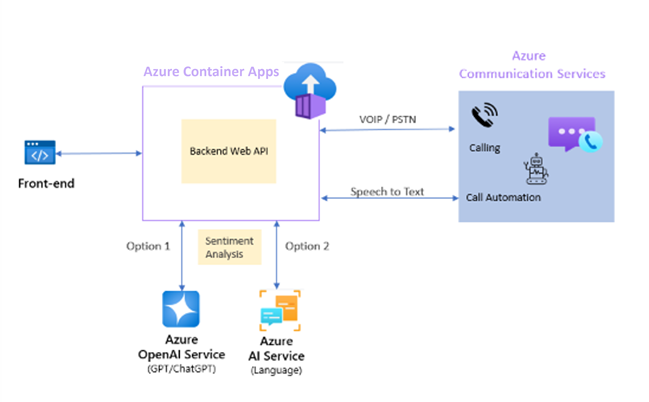 Azure
Azure Container Apps
Communication Services
VOIP / PSTN
Backend Web API
Calling
Front-end
Speech to Text
Call Automation
Option 1
Sentiment
Analysis
Option 2
Azure
OpenAI Service
(GPT/ChatGPT)
Azure
AI Service
(Language)